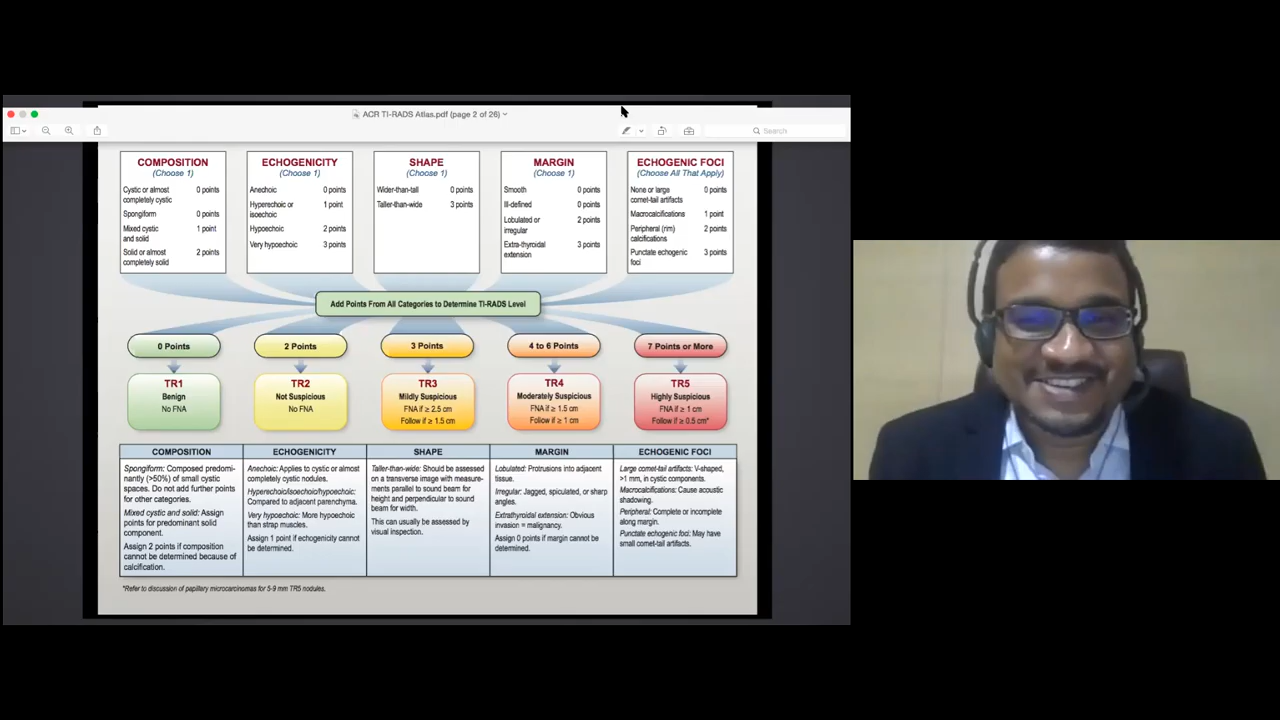 ACR TI-RADS Atlas.pdf (page 2 of 26)
Search
COMPOSITION
(Choose 1)
Cystic or almost completely cystic 0 points
Spongiform 0 points
Mixed cystic and solid 1 point
Solid or almost completely solid 2 points
ECHOGENICITY
(Choose 1)
Anechoic 0 points
Hyperechoic or isoechoic 1 point
Hypoechoic 2 points
Very hypoechoic 3 points
SHAPE
(Choose 1)
Wider-than-tall 0 points
Taller-than-wide 3 points
MARGIN
(Choose 1)
Smooth 0 points
Ill-defined 0 points
Lobulated or irregular 2 points
Extra-thyroidal extension 3 points
ECHOGENIC FOCI
(Choose All That Apply)
None or large comet-tail artifacts 0 points
Macrocalcifications 1 point
Peripheral (rim) calcifications 2 points
Punctate echogenic foci 3 points
Add Points From All Categories to Determine TI-RADS Level
0 Points
2 Points
3 Points
4 to 6 Points
7 Points or More
TR1
Benign
No FNA
TR2
Not Suspicious
No FNA
TR3
Mildly Suspicious
FNA if ≥ 2.5 cm
Follow if ≥ 1.5 cm
TR4
Moderately Suspicious
FNA if ≥ 1.5 cm
Follow if ≥ 1 cm
TR5
Highly Suspicious
FNA if ≥ 1 cm
Follow if ≥ 0.5 cm*
COMPOSITION
Spongiform: Composed predomi-
nantly (>50%) of small cystic
spaces. Do not add further points
for other categories.
Mixed cystic and solid: Assign
points for predominant solid
component.
Assign 2 points if composition
cannot be determined because of
calcification.
ECHOGENICITY
Anechoic: Applies to cystic or almost
completely cystic nodules.
Hyperechoic/isoechoic/hypoechoic:
Compared to adjacent parenchyma.
Very hypoechoic: More hypoechoic
than strap muscles.
Assign 1 point if echogenicity cannot
be determined.
SHAPE
Taller-than-wide: Should be assessed
on a transverse image with measure-
ments parallel to sound beam for
height and perpendicular to sound
beam for width.
This can usually be assessed by
visual inspection.
MARGIN
Lobulated: Protrusions into adjacent
tissue.
Irregular: Jagged, spiculated, or sharp
angles.
Extrathyroidal extension: Obvious
invasion = malignancy.
Assign 0 points if margin cannot be
determined.
ECHOGENIC FOCI
Large comet-tail artifacts: V-shaped,
>1 mm, in cystic components.
Macrocalcifications: Cause acoustic
shadowing.
Peripheral: Complete or incomplete
along margin.
Punctate echogenic foci: May have
small comet-tail artifacts.
*Refer to discussion of papillary microcarcinomas for 5-9 mm TR5 nodules.